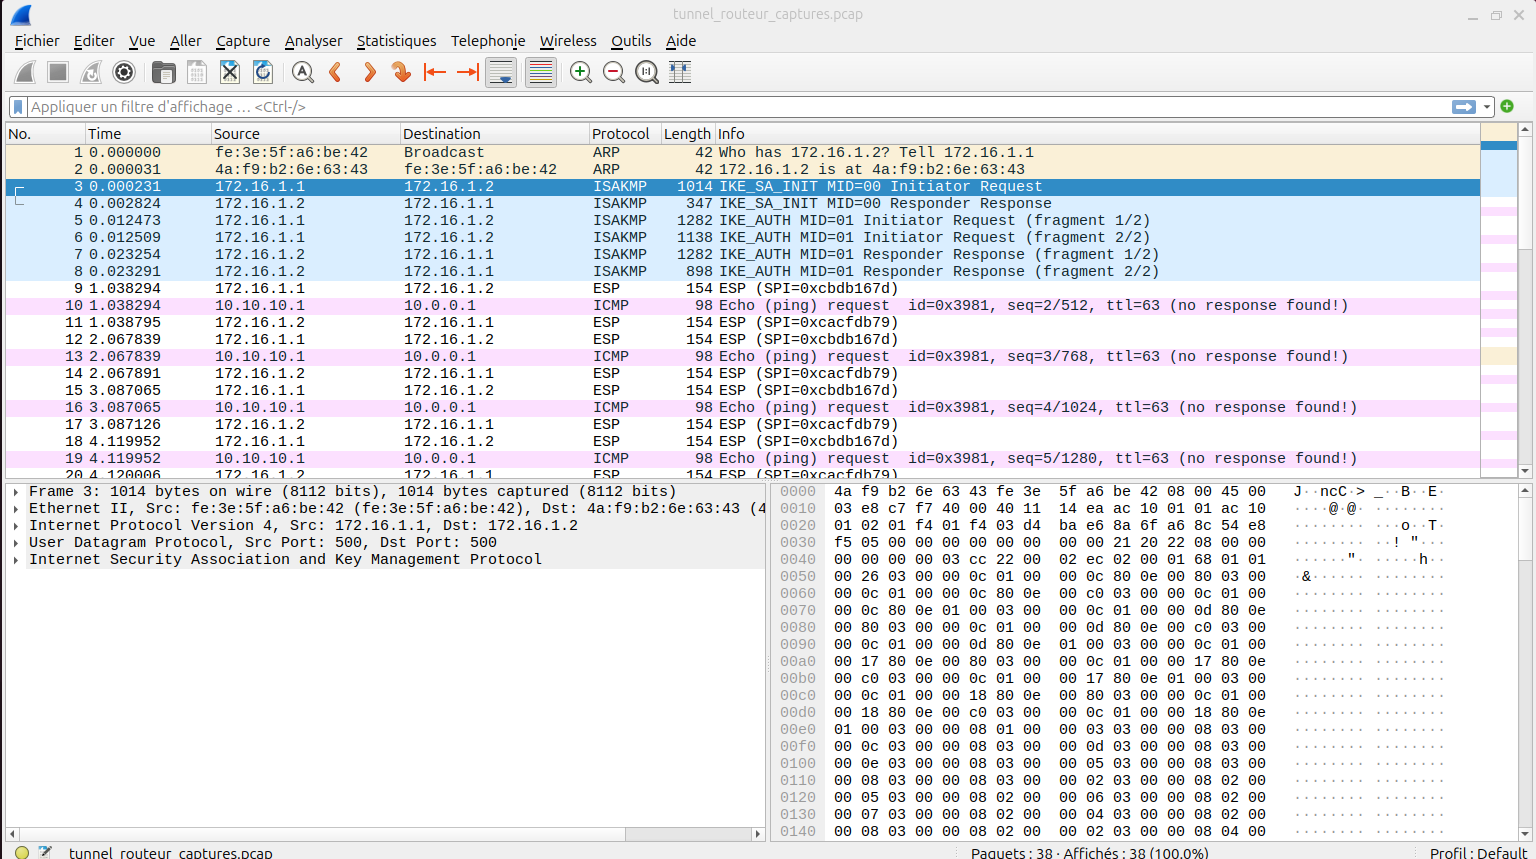 tunnel_routeur_captures.pcap
Fichier Editer Vue Aller Capture Analyser Statistiques Telephonie Wireless Outils Aide
Appliquer un filtre d'affichage … <Ctrl-/>
No. Time Source Destination Protocol Length Info
1 0.000000 fe:3e:5f:a6:be:42 Broadcast ARP 42 Who has 172.16.1.2? Tell 172.16.1.1
2 0.000031 4a:f9:b2:6e:63:43 fe:3e:5f:a6:be:42 ARP 42 172.16.1.2 is at 4a:f9:b2:6e:63:43
3 0.000231 172.16.1.1 172.16.1.2 ISAKMP 1014 IKE_SA_INIT MID=00 Initiator Request
4 0.002824 172.16.1.2 172.16.1.1 ISAKMP 347 IKE_SA_INIT MID=00 Responder Response
5 0.012473 172.16.1.1 172.16.1.2 ISAKMP 1282 IKE_AUTH MID=01 Initiator Request (fragment 1/2)
6 0.012509 172.16.1.1 172.16.1.2 ISAKMP 1138 IKE_AUTH MID=01 Initiator Request (fragment 2/2)
7 0.023254 172.16.1.2 172.16.1.1 ISAKMP 1282 IKE_AUTH MID=01 Responder Response (fragment 1/2)
8 0.023291 172.16.1.2 172.16.1.1 ISAKMP 898 IKE_AUTH MID=01 Responder Response (fragment 2/2)
9 1.038294 172.16.1.1 172.16.1.2 ESP 154 ESP (SPI=0xcbdb167d)
10 1.038294 10.10.10.1 10.0.0.1 ICMP 98 Echo (ping) request id=0x3981, seq=2/512, ttl=63 (no response found!)
11 1.038795 172.16.1.2 172.16.1.1 ESP 154 ESP (SPI=0xcacfdb79)
12 2.067839 172.16.1.1 172.16.1.2 ESP 154 ESP (SPI=0xcbdb167d)
13 2.067839 10.10.10.1 10.0.0.1 ICMP 98 Echo (ping) request id=0x3981, seq=3/768, ttl=63 (no response found!)
14 2.067891 172.16.1.2 172.16.1.1 ESP 154 ESP (SPI=0xcacfdb79)
15 3.087065 172.16.1.1 172.16.1.2 ESP 154 ESP (SPI=0xcbdb167d)
16 3.087065 10.10.10.1 10.0.0.1 ICMP 98 Echo (ping) request id=0x3981, seq=4/1024, ttl=63 (no response found!)
17 3.087126 172.16.1.2 172.16.1.1 ESP 154 ESP (SPI=0xcacfdb79)
18 4.119952 172.16.1.1 172.16.1.2 ESP 154 ESP (SPI=0xcbdb167d)
19 4.119952 10.10.10.1 10.0.0.1 ICMP 98 Echo (ping) request id=0x3981, seq=5/1280, ttl=63 (no response found!)
20 4.120006 172.16.1.2 172.16.1.1 ESP 154 ESP (SPI=0xcacfdb79)
Frame 3: 1014 bytes on wire (8112 bits), 1014 bytes captured (8112 bits)
Ethernet II, Src: fe:3e:5f:a6:be:42 (fe:3e:5f:a6:be:42), Dst: 4a:f9:b2:6e:63:43 (4
Internet Protocol Version 4, Src: 172.16.1.1, Dst: 172.16.1.2
User Datagram Protocol, Src Port: 500, Dst Port: 500
Internet Security Association and Key Management Protocol
0000 4a f9 b2 6e 63 43 fe 3e 5f a6 be 42 08 00 45 00 J··ncC·> _··B··E·
0010 03 e8 c7 f7 40 00 40 11 14 ea ac 10 01 01 ac 10 ····@·@· ········
0020 01 02 01 f4 01 f4 03 d4 ba e6 8a 6f a6 8c 54 e8 ········ ···o··T·
0030 f5 05 00 00 00 00 00 00 00 00 21 20 22 08 00 00 ········ ··! "···
0040 00 00 00 00 03 cc 22 00 02 ec 02 00 01 68 01 01 ······"· ·····h··
0050 00 26 03 00 00 0c 01 00 00 0c 80 0e 00 80 03 00 ·&······ ········
0060 00 0c 01 00 00 0c 80 0e 00 c0 03 00 00 0c 01 00 ········ ········
0070 00 0c 80 0e 01 00 03 00 00 0c 01 00 00 0d 80 0e ········ ········
0080 00 80 03 00 00 0c 01 00 00 0d 80 0e 00 c0 03 00 ········ ········
0090 00 0c 01 00 00 0d 80 0e 01 00 03 00 00 0c 01 00 ········ ········
00a0 00 17 80 0e 00 80 03 00 00 0c 01 00 00 17 80 0e ········ ········
00b0 00 c0 03 00 00 0c 01 00 00 17 80 0e 01 00 03 00 ········ ········
00c0 00 0c 01 00 00 18 80 0e 00 80 03 00 00 0c 01 00 ········ ········
00d0 00 18 80 0e 00 c0 03 00 00 0c 01 00 00 18 80 0e ········ ········
00e0 01 00 03 00 00 08 01 00 00 03 03 00 00 08 03 00 ········ ········
00f0 00 0c 03 00 00 08 03 00 00 0d 03 00 00 08 03 00 ········ ········
0100 00 0e 03 00 00 08 03 00 00 05 03 00 00 08 03 00 ········ ········
0110 00 08 03 00 00 08 03 00 00 02 03 00 00 08 02 00 ········ ········
0120 00 05 03 00 00 08 02 00 00 06 03 00 00 08 02 00 ········ ········
0130 00 07 03 00 00 08 02 00 00 04 03 00 00 08 02 00 ········ ········
0140 00 08 03 00 00 08 02 00 00 02 03 00 00 08 04 00 ········ ········
tunnel_routeur_captures.pcap Paquets : 38 · Affichés : 38 (100.0%) Profil : Default